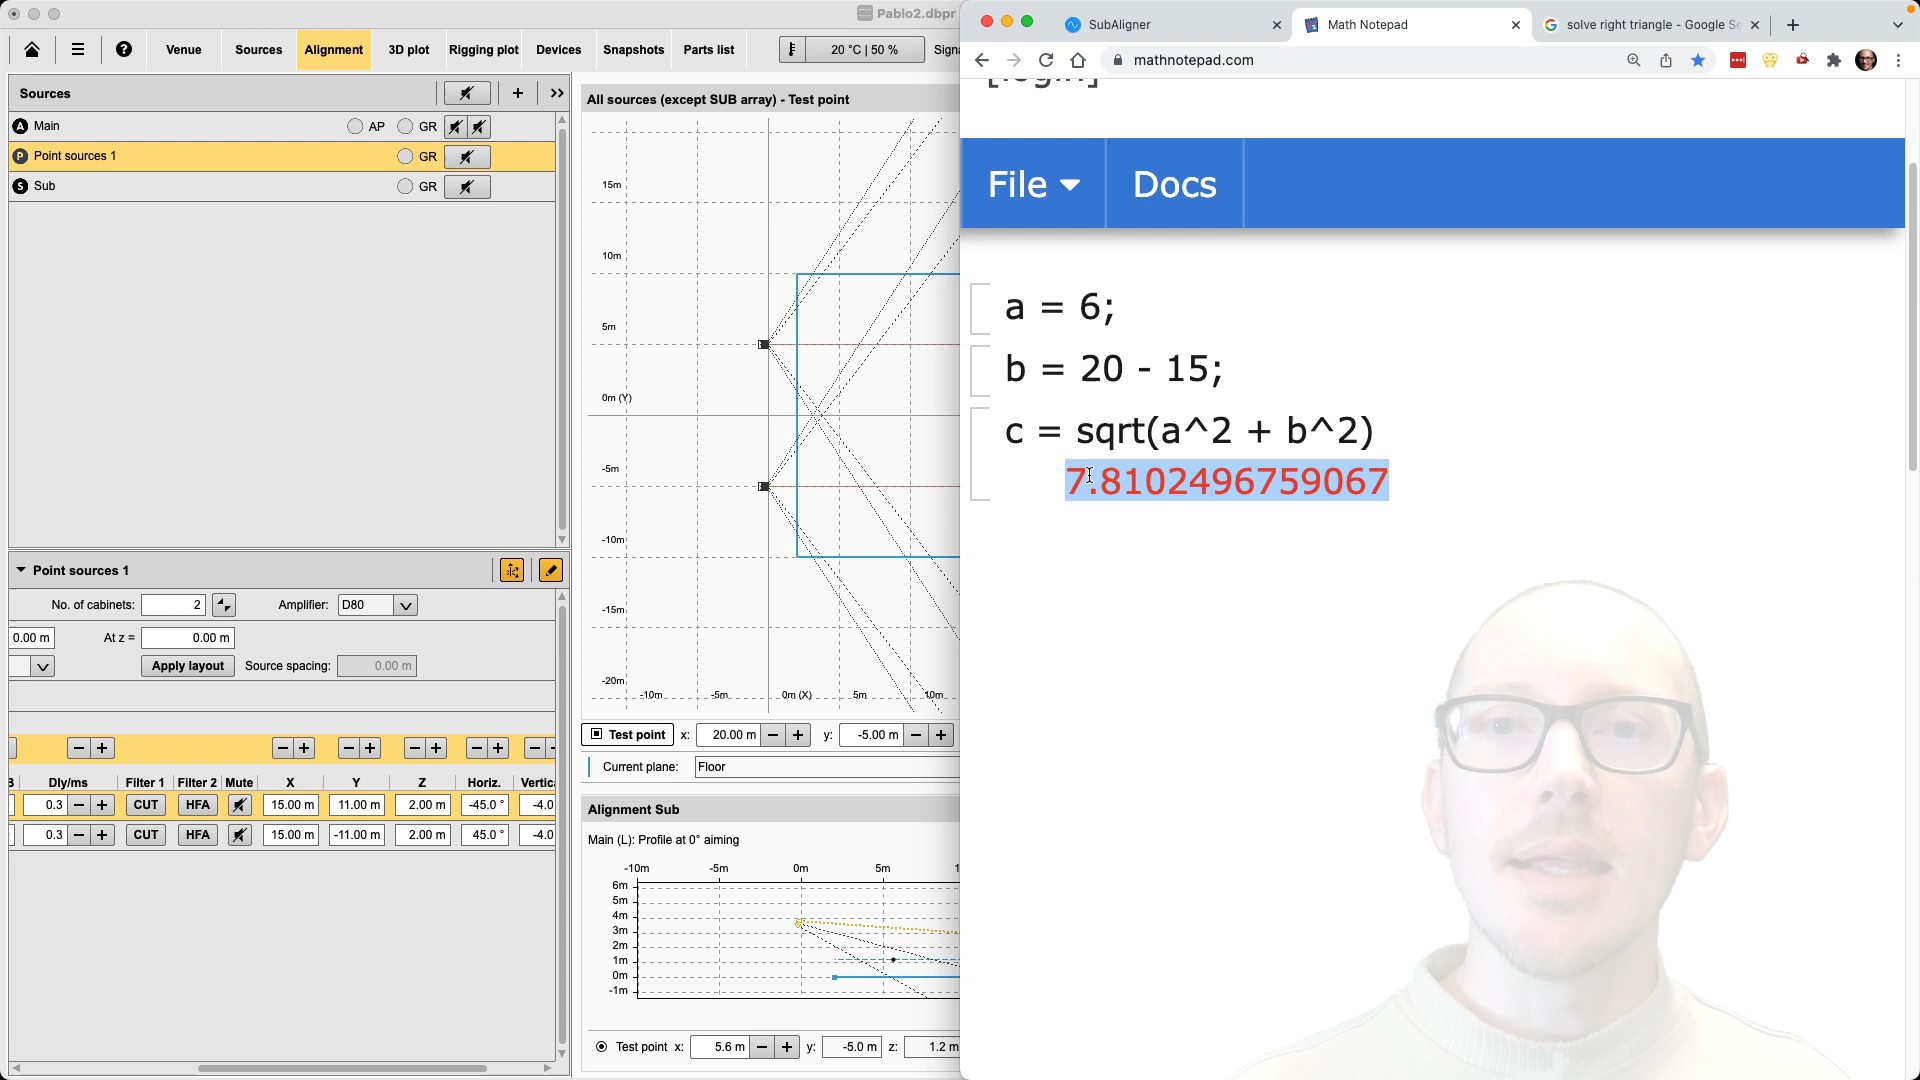 Pablo2.dbpr
Venue
Sources
Alignment
3D plot
Rigging plot
Devices
Snapshots
Parts list
20 °C | 50 %
Sources
A Main
AP
GR
P Point sources 1
GR
S Sub
GR
Point sources 1
No. of cabinets:
2
Amplifier:
D80
0.00 m
At z =
0.00 m
Apply layout
Source spacing:
0.00 m
Dly/ms
Filter 1
Filter 2
Mute
X
Y
Z
Horiz.
0.3
CUT
HFA
15.00 m
11.00 m
2.00 m
-45.0 °
-4.0
0.3
CUT
HFA
15.00 m
-11.00 m
2.00 m
45.0 °
-4.0
All sources (except SUB array) - Test point
15m
10m
5m
0m (Y)
-5m
-10m
-15m
-20m
-10m
-5m
0m (X)
5m
10m
Test point
x:
20.00 m
y:
-5.00 m
Current plane:
Floor
Alignment Sub
Main (L): Profile at 0° aiming
-10m
-5m
0m
5m
6m
5m
4m
3m
2m
1m
0m
-1m
Test point
x:
5.6 m
y:
-5.0 m
z:
1.2 m
SubAligner
Math Notepad
solve right triangle - Google Se
mathnotepad.com
[login]
File
Docs
a = 6;
b = 20 - 15;
c = sqrt(a^2 + b^2)
7.8102496759067